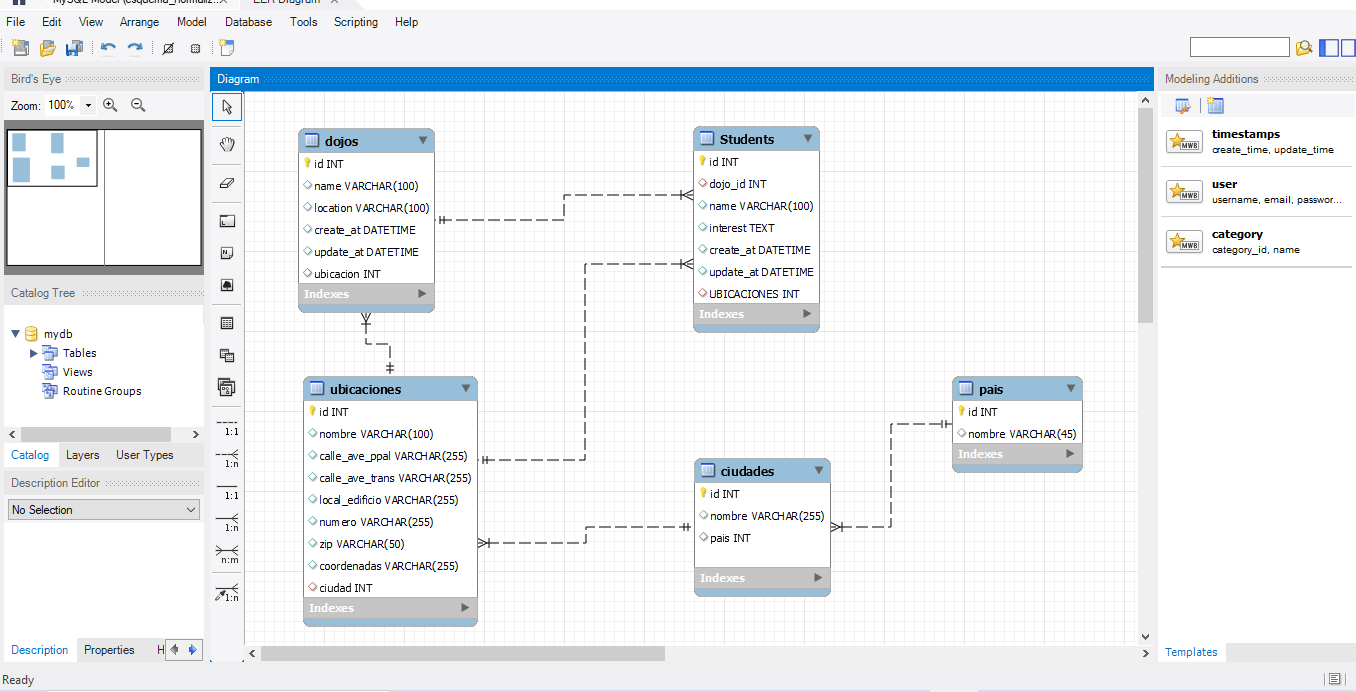 MySQL Model (esquema_normaliz...
EER Diagram
File Edit View Arrange Model Database Tools Scripting Help
Bird's Eye
Zoom: 100%
Catalog Tree
mydb
Tables
Views
Routine Groups
Catalog Layers User Types
Description Editor
No Selection
Description Properties H
Ready
Diagram
1:1
1:n
1:1
1:n
n:m
1:n
dojos
id INT
name VARCHAR(100)
location VARCHAR(100)
create_at DATETIME
update_at DATETIME
ubicacion INT
Indexes
Students
id INT
dojo_id INT
name VARCHAR(100)
interest TEXT
create_at DATETIME
update_at DATETIME
UBICACIONES INT
Indexes
ubicaciones
id INT
nombre VARCHAR(100)
calle_ave_ppal VARCHAR(255)
calle_ave_trans VARCHAR(255)
local_edificio VARCHAR(255)
numero VARCHAR(255)
zip VARCHAR(50)
coordenadas VARCHAR(255)
ciudad INT
Indexes
ciudades
id INT
nombre VARCHAR(255)
pais INT
Indexes
pais
id INT
nombre VARCHAR(45)
Indexes
Modeling Additions
MWB
timestamps
create_time, update_time
MWB
user
username, email, passwor...
MWB
category
category_id, name
Templates